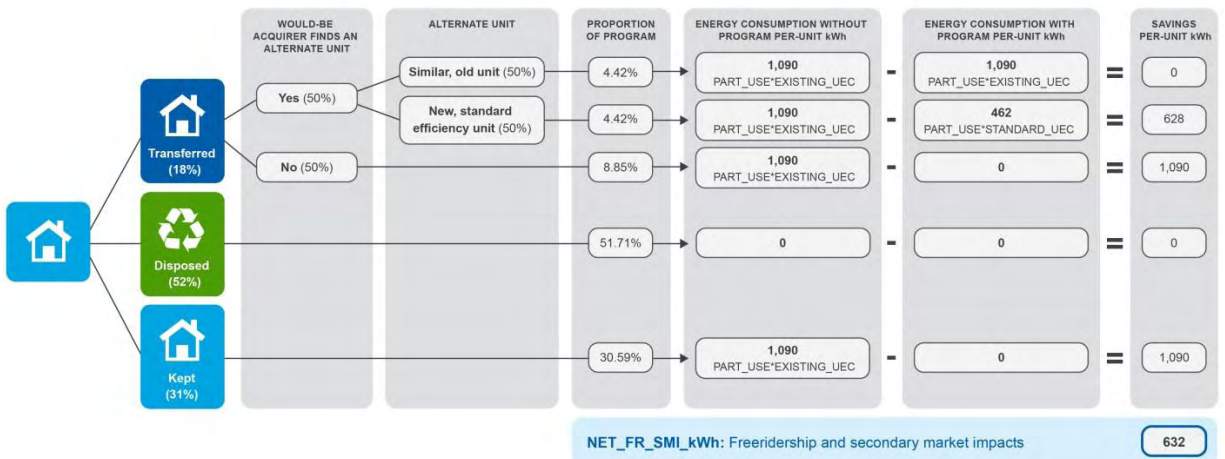 WOULD-BE
ACQUIRER FINDS AN
ALTERNATE UNIT
ALTERNATE UNIT
PROPORTION
OF PROGRAM
ENERGY CONSUMPTION WITHOUT
PROGRAM PER-UNIT kWh
ENERGY CONSUMPTION WITH
PROGRAM PER-UNIT kWh
SAVINGS
PER-UNIT kWh
Transferred
(18%)
Yes (50%)
Similar, old unit (50%)
4.42%
1,090
PART_USE*EXISTING_UEC
-
1,090
PART_USE*EXISTING_UEC
=
0
New, standard
efficiency unit (50%)
4.42%
1,090
PART_USE*EXISTING_UEC
-
462
PART_USE*STANDARD_UEC
=
628
No (50%)
8.85%
1,090
PART_USE*EXISTING_UEC
-
0
=
1,090
Disposed
(52%)
51.71%
0
-
0
=
0
Kept
(31%)
30.59%
1,090
PART_USE*EXISTING_UEC
-
0
=
1,090
NET_FR_SMI_kWh: Freeridership and secondary market impacts
632